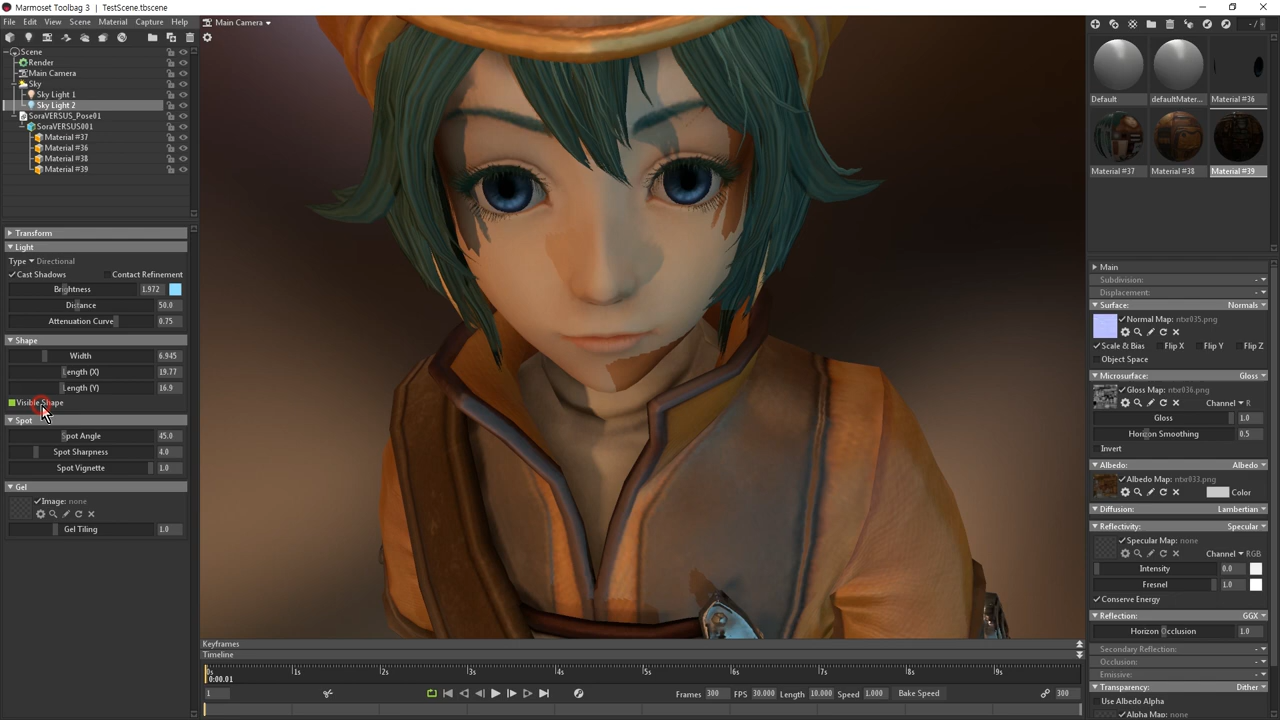 Marmoset Toolbag 3 | TestScene.tbscene
File Edit View Scene Material Capture Help
Main Camera
- /
Scene
Render
Main Camera
Sky
Sky Light 1
Sky Light 2
SoraVERSUS_Pose01
SoraVERSUS001
Material #37
Material #36
Material #38
Material #39
Transform
Light
Type Directional
Cast Shadows Contact Refinement
Brightness 1.972
Distance 50.0
Attenuation Curve 0.75
Shape
Width 6.945
Length (X) 19.77
Length (Y) 16.9
Visible Shape
Spot
Spot Angle 45.0
Spot Sharpness 4.0
Spot Vignette 1.0
Gel
Image: none
Gel Tiling 1.0
Keyframes
Timeline
0s 1s 2s 3s 4s 5s 6s 7s 8s 9s
0:00.01
1 Frames 300 FPS 30.000 Length 10.000 Speed 1.000 Bake Speed 300
Default defaultMater... Material #36
Material #37 Material #38 Material #39
Main
Subdivision: -
Displacement: -
Surface: Normals
Normal Map: ntxr035.png
Scale & Bias Flip X Flip Y Flip Z
Object Space
Microsurface: Gloss
Gloss Map: ntxr036.png
Channel R
Gloss 1.0
Horizon Smoothing 0.5
Invert
Albedo: Albedo
Albedo Map: ntxr033.png
Color
Diffusion: Lambertian
Reflectivity: Specular
Specular Map: none
Channel RGB
Intensity 0.0
Fresnel 1.0
Conserve Energy
Reflection: GGX
Horizon Occlusion 1.0
Secondary Reflection: -
Occlusion: -
Emissive: -
Transparency: Dither
Use Albedo Alpha
Alpha Map: none